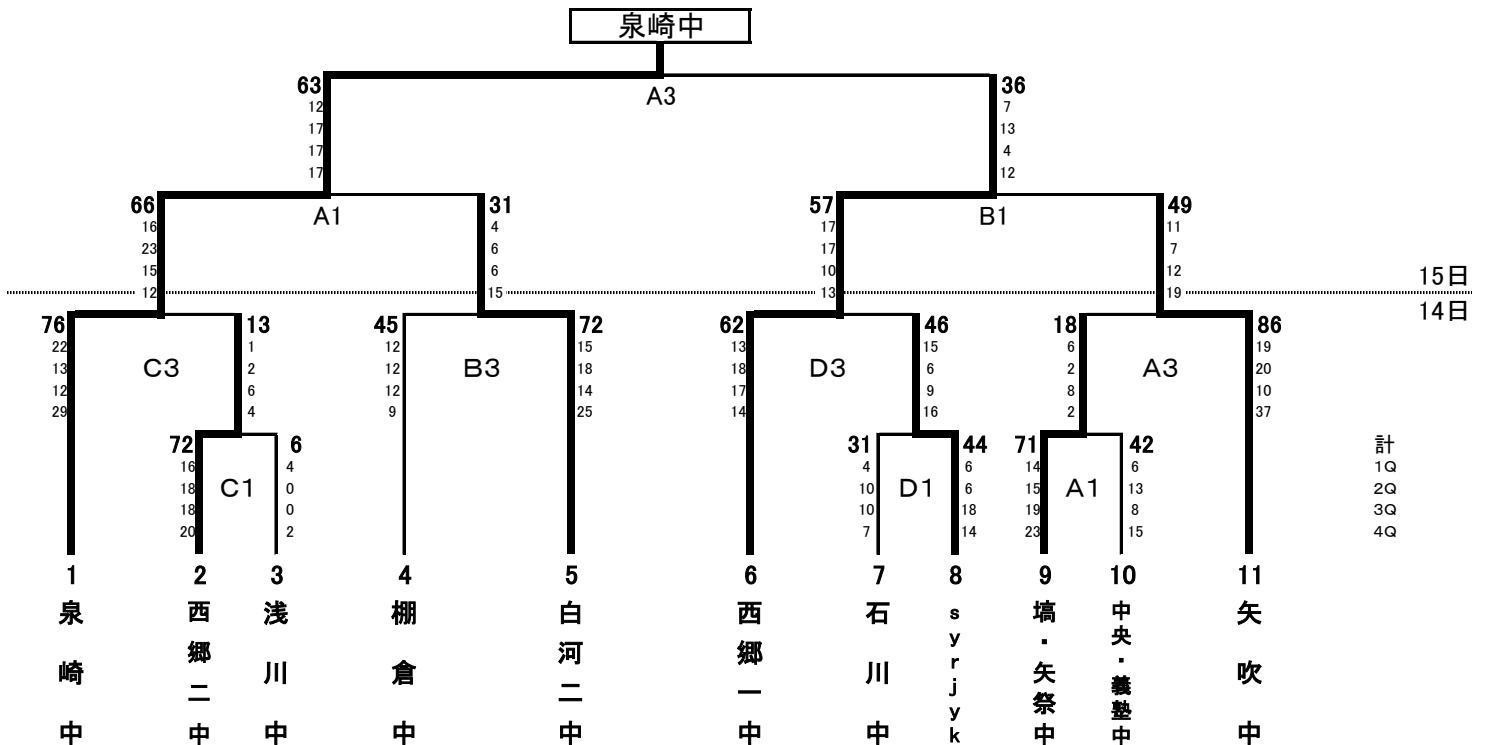 泉崎中
63 36
A3
12 7
17 13
17 4
17 12
66 31 57 49
A1 B1
16 4 17 11
23 6 17 7
15 6 10 12
15日
12 15 13 19
14日
76 13 45 72 62 46 18 86
22 1 12 15 13 15 6 19
C3 B3 D3 A3
13 2 12 18 18 6 2 20
12 6 12 14 17 9 8 10
29 4 9 25 14 16 2 37
72 6 31 44 71 42 計
16 4 4 6 14 6 1Q
C1 D1 A1
18 0 10 6 15 13 2Q
18 0 10 18 19 8 3Q
20 2 7 14 23 15 4Q
1 2 3 4 5 6 7 8 9 10 11
泉崎中
西郷二中
浅川中
棚倉中
白河二中
西郷一中
石川中
syrjyk
塙・矢祭中
中央・義塾中
矢吹中